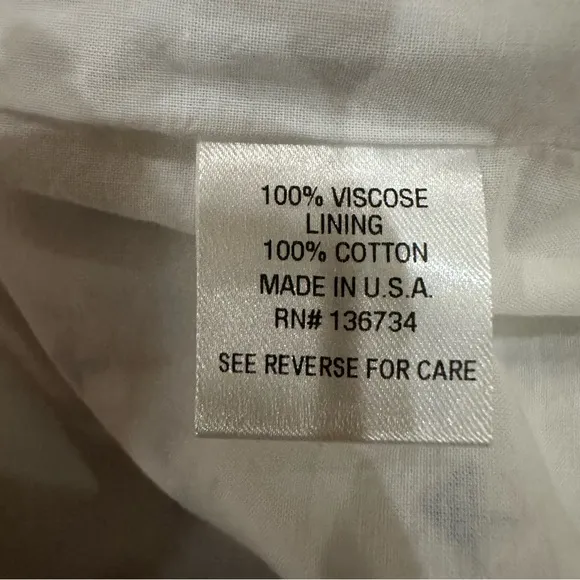 100% VISCOSE
LINING
100% COTTON
MADE IN U.S.A.
RN# 136734
SEE REVERSE FOR CARE